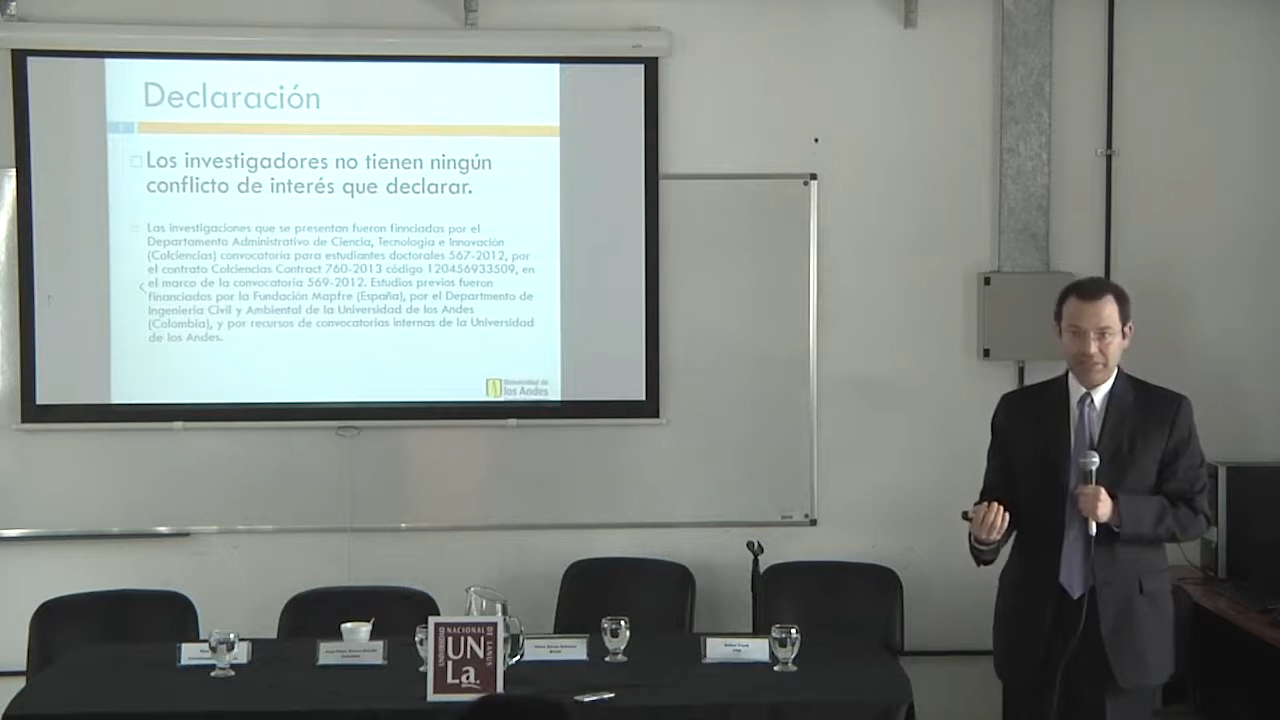 Declaración
Los investigadores no tienen ningún
conflicto de interés que declarar.
Las investigaciones que se presentan fueron finnciadas por el
Departamento Administrativo de Ciencia, Tecnología e Innovación
(Colciencias) convocatoria para estudiantes doctorales 567-2012, por
el contrato Colciencias Contract 760-2013 código 120456933509, en
el marco de la convocatoria 569-2012. Estudios previos fueron
financiados por la Fundación Mapfre (España), por el Departmento de
Ingeniería Civil y Ambiental de la Universidad de los Andes
(Colombia), y por recursos de convocatorias internas de la Universidad
de los Andes.
Universidad de
los Andes
UNIVERSIDAD NACIONAL DE LANUS
UN
La.